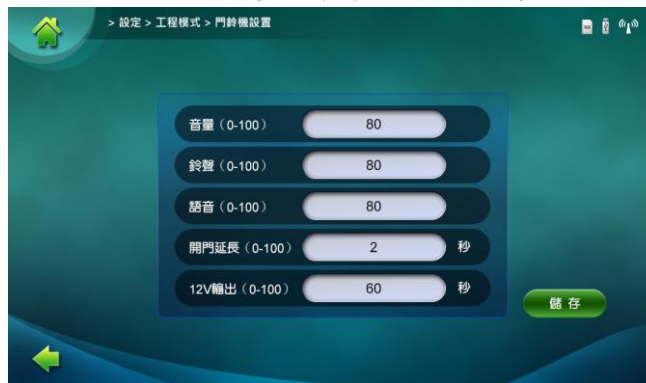 > 設定 > 工程模式 > 門鈴機設置
音量（0-100） 80
鈴聲（0-100） 80
語音（0-100） 80
開門延長（0-100） 2 秒
12V輸出（0-100） 60 秒
儲存